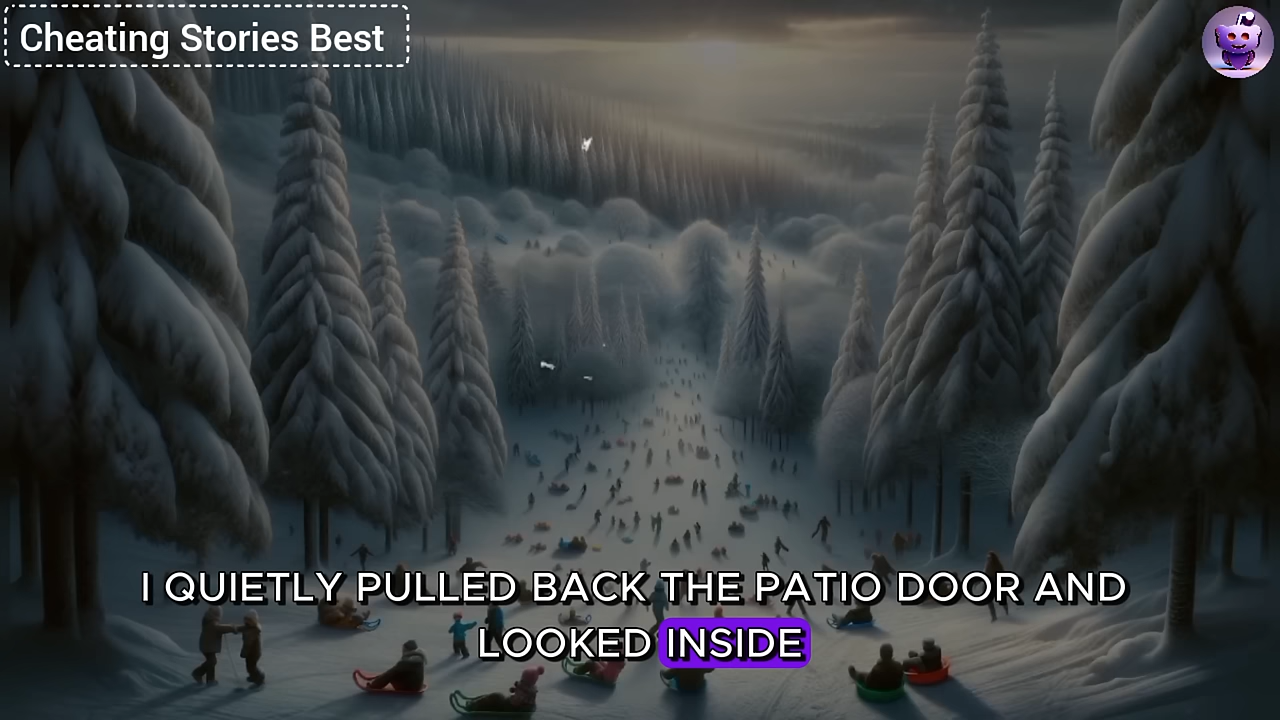 Cheating Stories Best
I QUIETLY PULLED BACK THE PATIO DOOR AND
LOOKED INSIDE